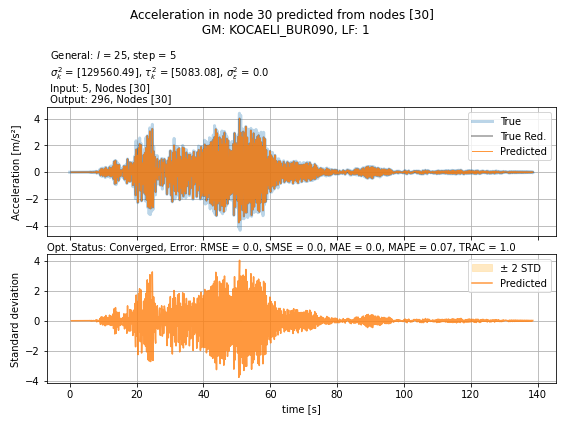 Acceleration in node 30 predicted from nodes [30]
GM: KOCAELI_BUR090, LF: 1
General: l = 25, step = 5
σ²ₖ = [129560.49], τ²ₖ = [5083.08], σ²ₑ = 0.0
Input: 5, Nodes [30]
Output: 296, Nodes [30]
Acceleration [m/s²]
4
2
0
−2
−4
True
True Red.
Predicted
Opt. Status: Converged, Error: RMSE = 0.0, SMSE = 0.0, MAE = 0.0, MAPE = 0.07, TRAC = 1.0
Standard deviation
4
2
0
−2
−4
± 2 STD
Predicted
0 20 40 60 80 100 120 140
time [s]